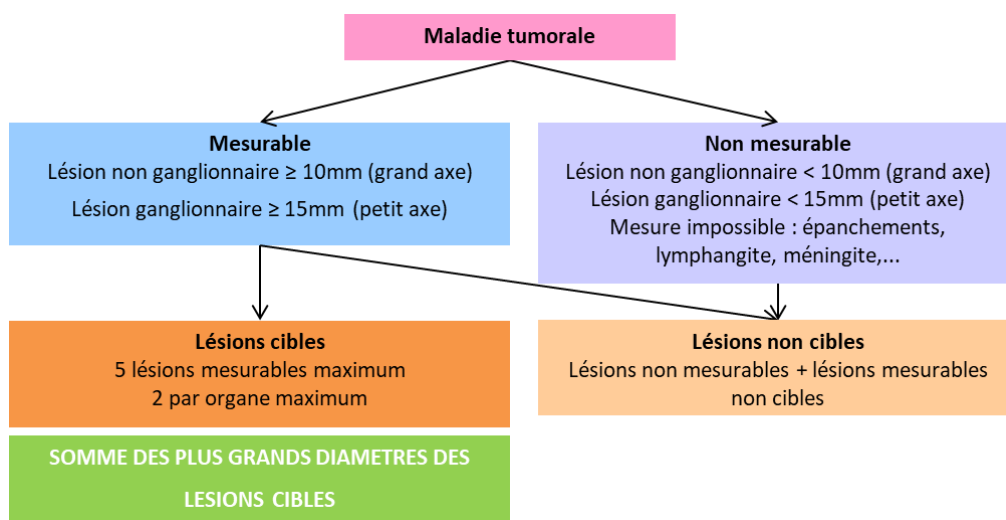 Maladie tumorale
Mesurable
Lésion non ganglionnaire ≥ 10mm (grand axe)
Lésion ganglionnaire ≥ 15mm (petit axe)
Non mesurable
Lésion non ganglionnaire < 10mm (grand axe)
Lésion ganglionnaire < 15mm (petit axe)
Mesure impossible : épanchements,
lymphangite, méningite,...
Lésions cibles
5 lésions mesurables maximum
2 par organe maximum
Lésions non cibles
Lésions non mesurables + lésions mesurables
non cibles
SOMME DES PLUS GRANDS DIAMETRES DES
LESIONS CIBLES